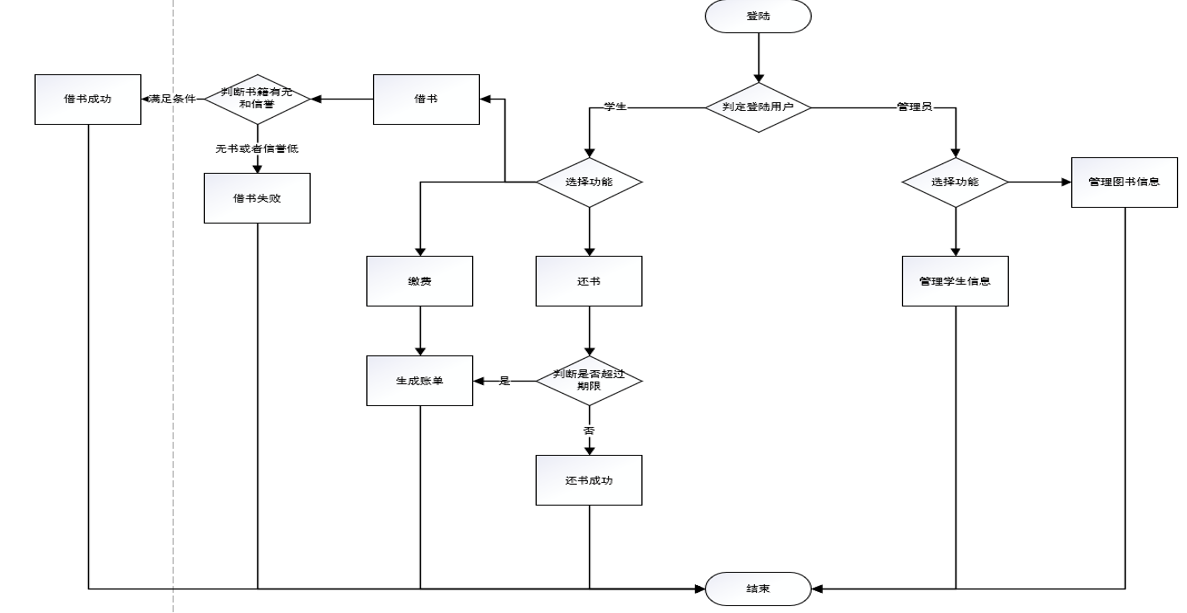 登陆
借书成功
满足条件
判断书籍有无
和信誉
借书
学生
判定登陆用户
管理员
无书或者信誉低
借书失败
选择功能
选择功能
管理图书信息
缴费
还书
管理学生信息
生成账单
是
判断是否超过
期限
否
还书成功
结束